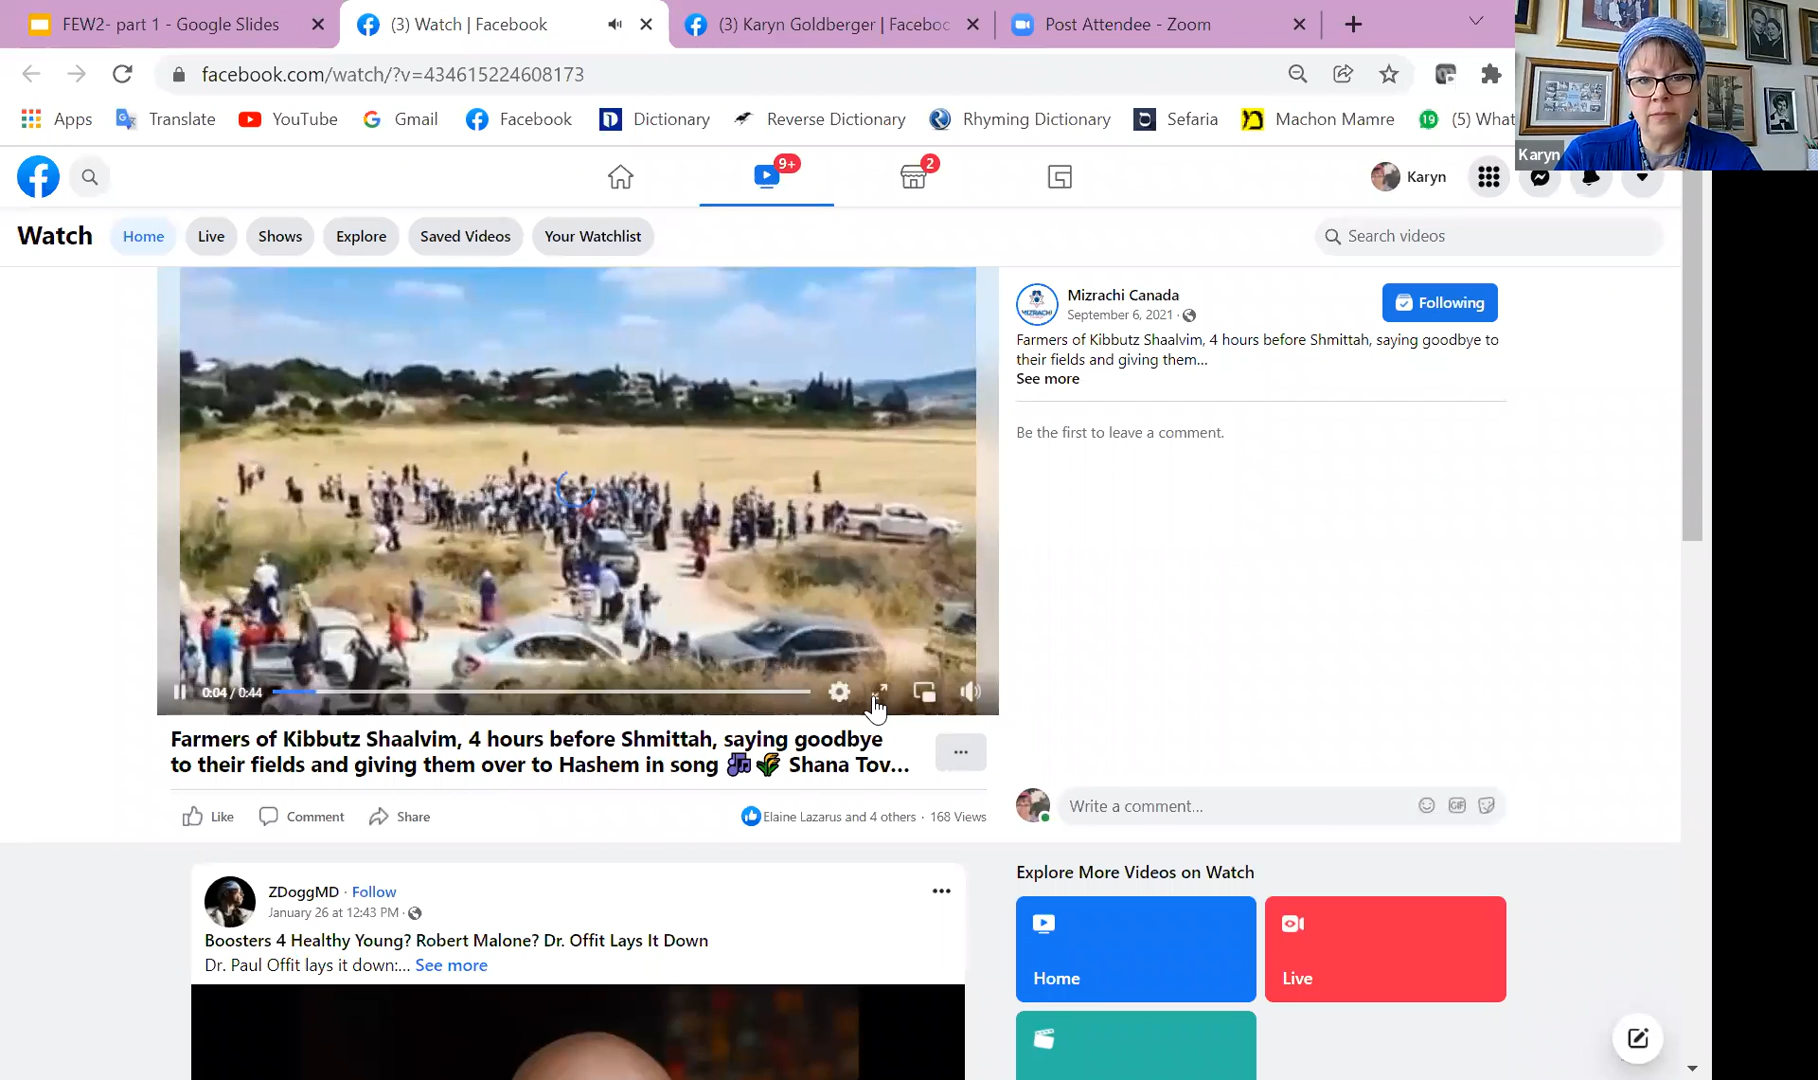 FEW2- part 1 - Google Slides
(3) Watch | Facebook
(3) Karyn Goldberger | Faceboo
Post Attendee - Zoom
facebook.com/watch/?v=434615224608173
Apps
Translate
YouTube
Gmail
Facebook
Dictionary
Reverse Dictionary
Rhyming Dictionary
Sefaria
Machon Mamre
19
(5) What
Karyn
9+
2
Karyn
Watch
Home
Live
Shows
Explore
Saved Videos
Your Watchlist
Search videos
0:04 / 0:44
Farmers of Kibbutz Shaalvim, 4 hours before Shmittah, saying goodbye
to their fields and giving them over to Hashem in song 🎶 🌾 Shana Tov...
Like
Comment
Share
Elaine Lazarus and 4 others · 168 Views
MIZRACHI
Mizrachi Canada
September 6, 2021 ·
Following
Farmers of Kibbutz Shaalvim, 4 hours before Shmittah, saying goodbye to
their fields and giving them...
See more
Be the first to leave a comment.
Write a comment...
GIF
ZDoggMD · Follow
January 26 at 12:43 PM ·
Boosters 4 Healthy Young? Robert Malone? Dr. Offit Lays It Down
Dr. Paul Offit lays it down:... See more
Explore More Videos on Watch
Home
Live